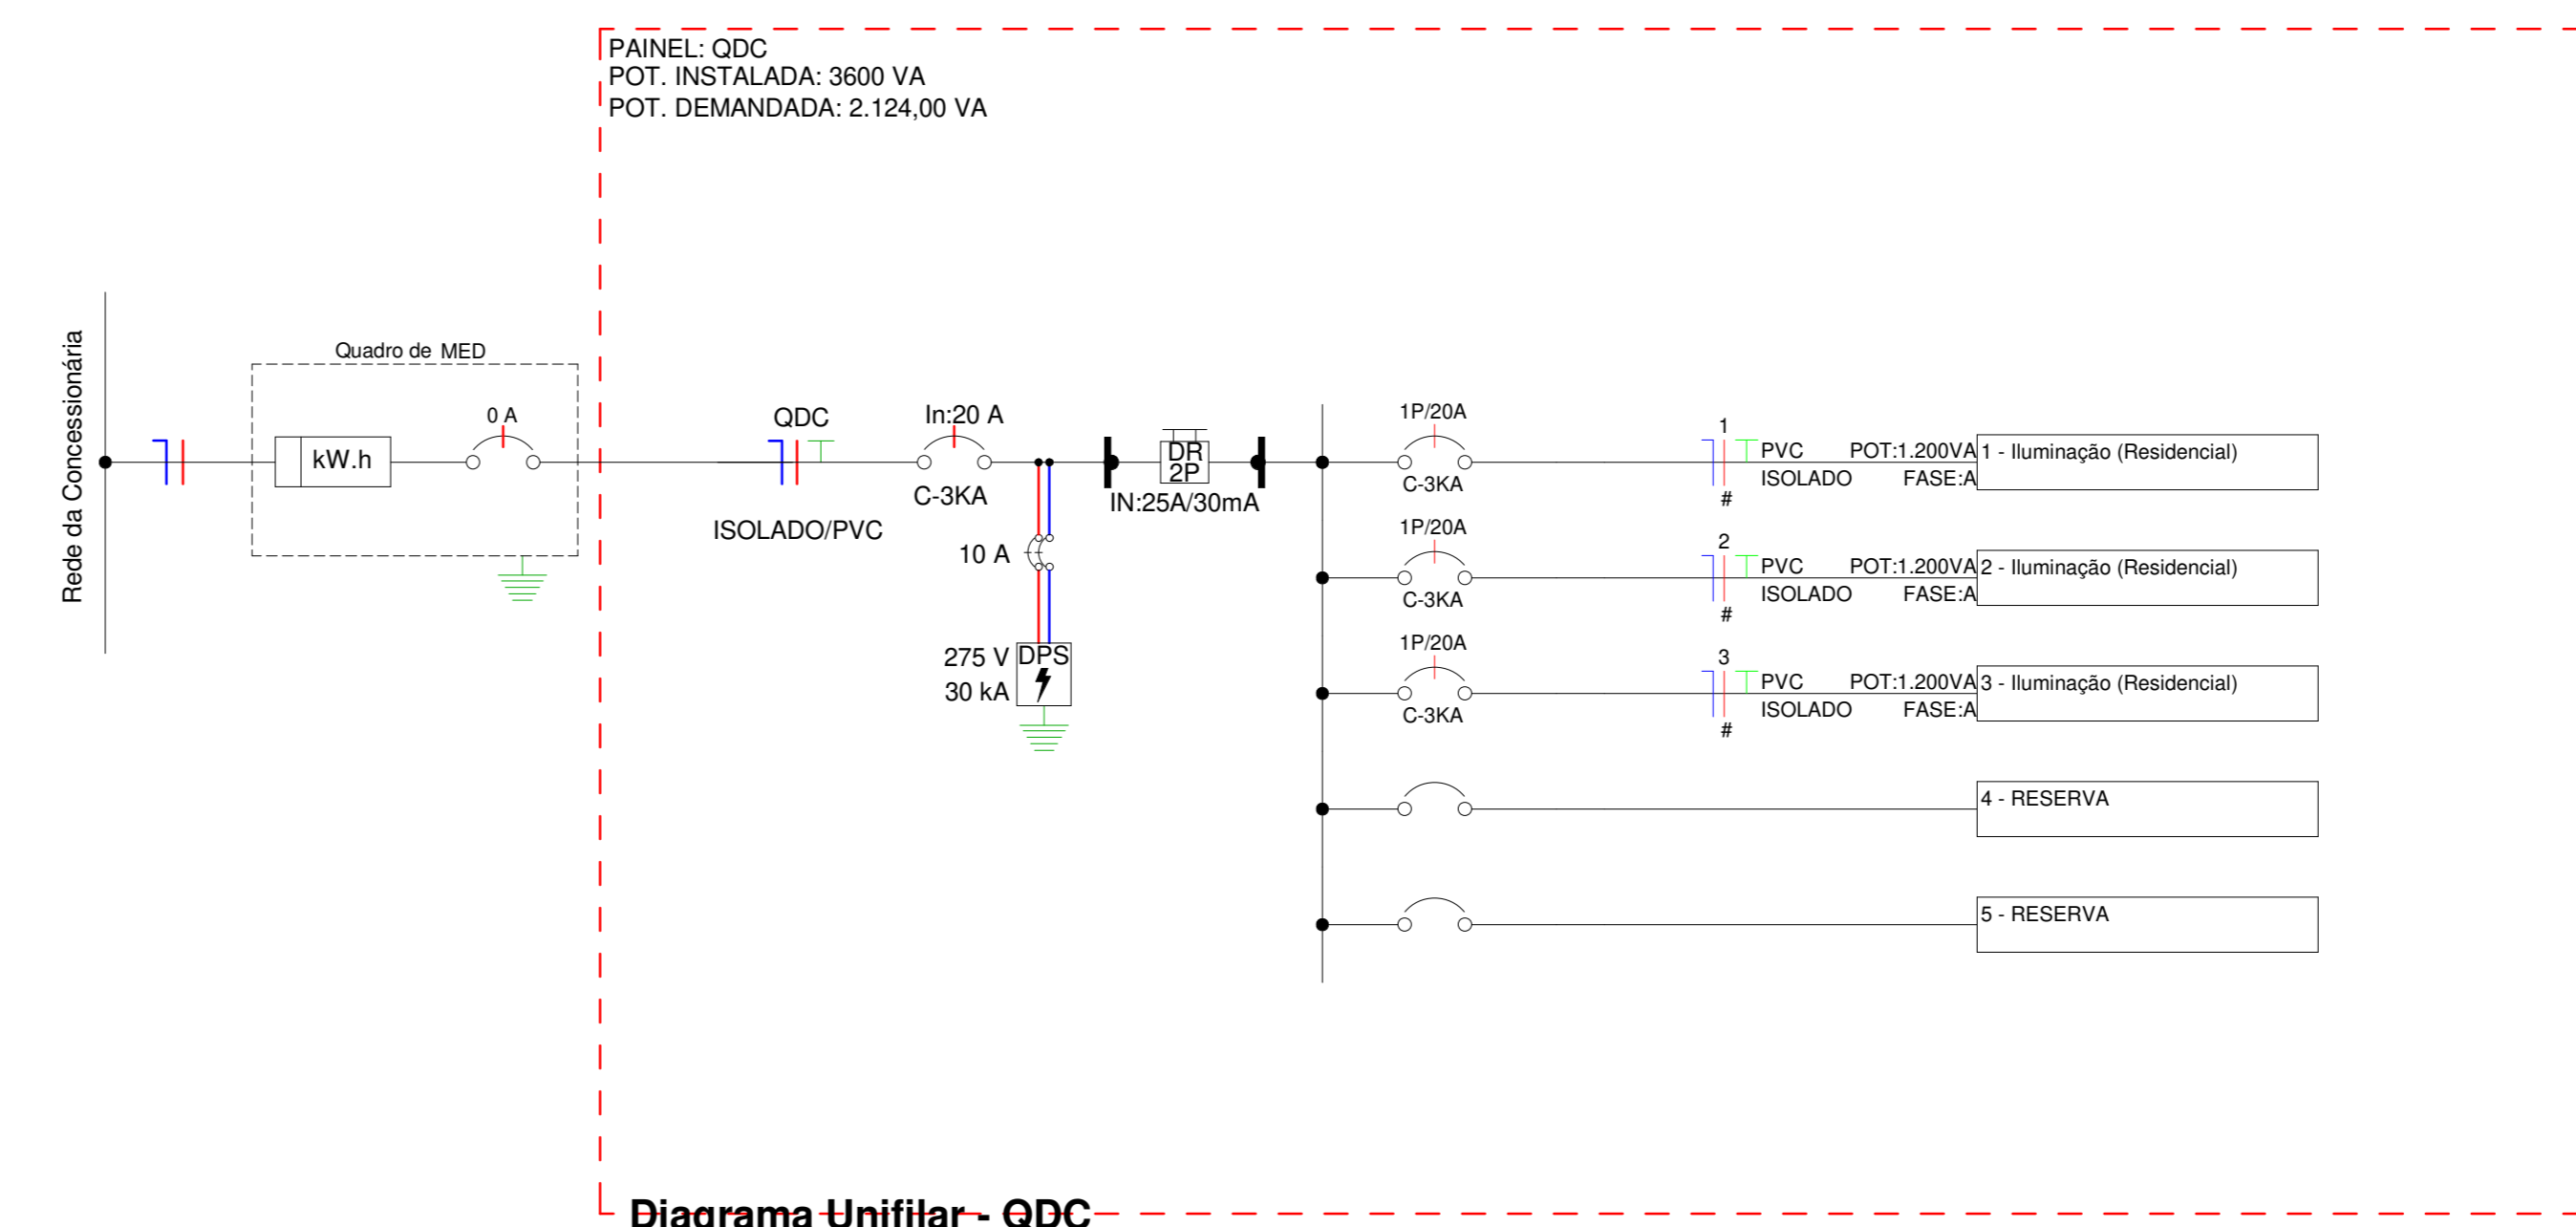 PAINEL: QDC
POT. INSTALADA: 3600 VA
POT. DEMANDADA: 2.124,00 VA
Rede da Concessionária
Quadro de MED
kW.h
0 A
QDC
ISOLADO/PVC
In:20 A
C-3KA
10 A
275 V
30 kA
DPS
DR
2P
IN:25A/30mA
1P/20A
C-3KA
1
#
PVC
ISOLADO
POT:1.200VA
FASE:A
1 - Iluminação (Residencial)
1P/20A
C-3KA
2
#
PVC
ISOLADO
POT:1.200VA
FASE:A
2 - Iluminação (Residencial)
1P/20A
C-3KA
3
#
PVC
ISOLADO
POT:1.200VA
FASE:A
3 - Iluminação (Residencial)
4 - RESERVA
5 - RESERVA
Diagrama Unifilar - QDC